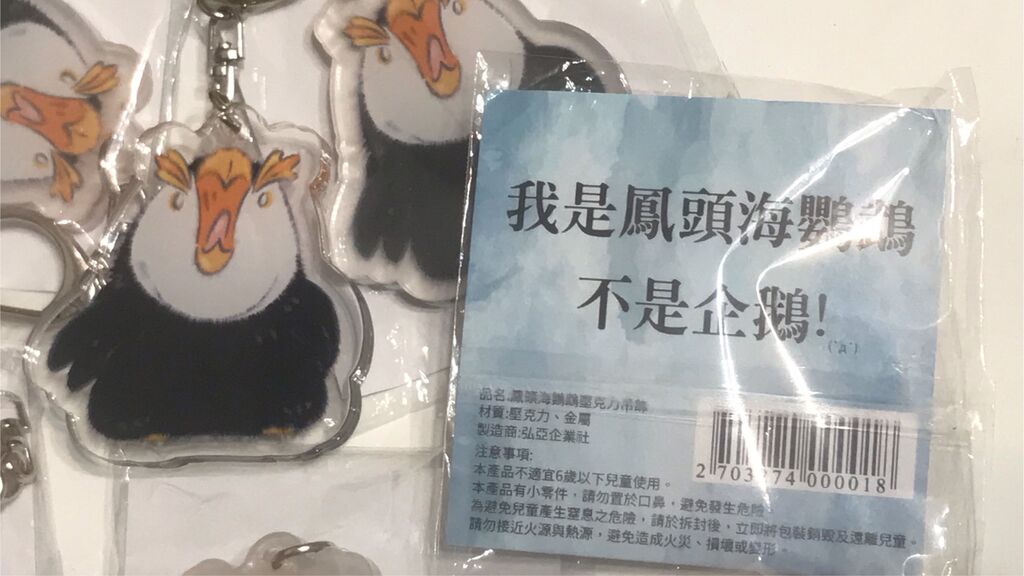 我是鳳頭海鸚鵡
不是企鵝!
(ˊд`)
品名:鳳頭海鸚鵡壓克力吊飾
材質:壓克力、金屬
製造商:弘亞企業社
注意事項:
本產品不適宜6歲以下兒童使用。
本產品有小零件,請勿置於口鼻,避免發生危險
為避免兒童產生窒息之危險,請於拆封後,立即將包裝銷毀及遠離兒童。
請勿接近火源與熱源,避免造成火災、損壞或變形。
000018